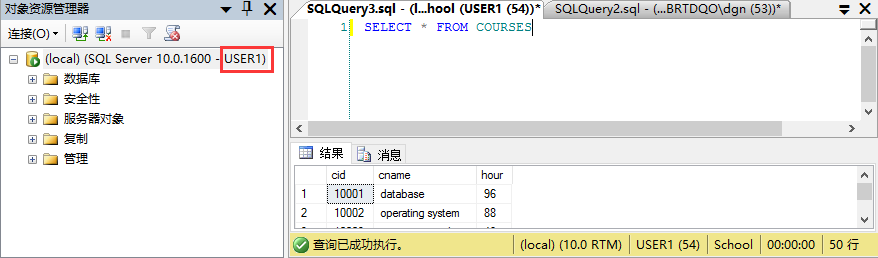 对象资源管理器
连接(O)
(local) (SQL Server 10.0.1600 - USER1)
数据库
安全性
服务器对象
复制
管理
SQLQuery3.sql - (l...hool (USER1 (54))* SQLQuery2.sql - (...BRTDQO\dgn (53))*
1 SELECT * FROM COURSES
结果 消息
cid cname hour
1 10001 database 96
2 10002 operating system 88
查询已成功执行。 (local) (10.0 RTM) USER1 (54) School 00:00:00 50 行